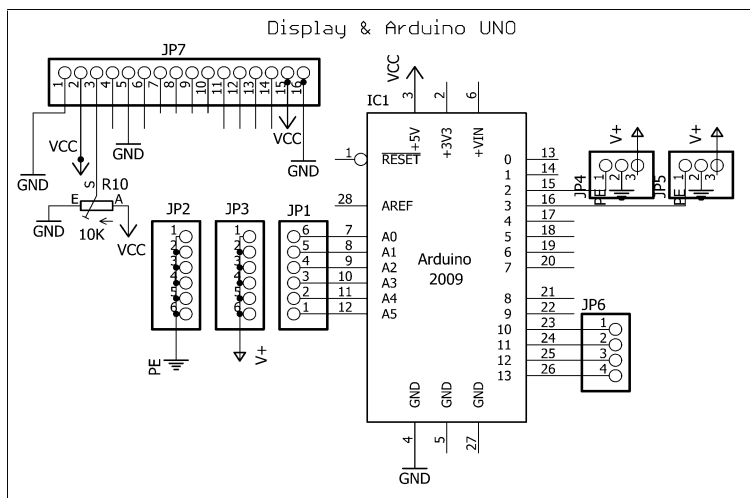 Display & Arduino UNO
JP7
1 2 3 4 5 6 7 8 9 10 11 12 13 14 15 16
VCC
GND
VCC
GND
GND
S R10
E A
GND
10K
VCC
JP2
1
2
3
4
5
6
PE
JP3
1
2
3
4
5
6
V+
JP1
6
5
4
3
2
1
IC1
VCC
3 2 6
+5V +3V3 +VIN
1 RESET
28 AREF
7 A0
8 A1
9 A2
10 A3
11 A4
12 A5
Arduino
2009
0 13
1 14
2 15
3 16
4 17
5 18
6 19
7 20
8 21
9 22
10 23
11 24
12 25
13 26
GND GND GND
4 5 27
GND
JP4
V+
1 2 3
PE
JP5
V+
1 2 3
PE
JP6
1
2
3
4